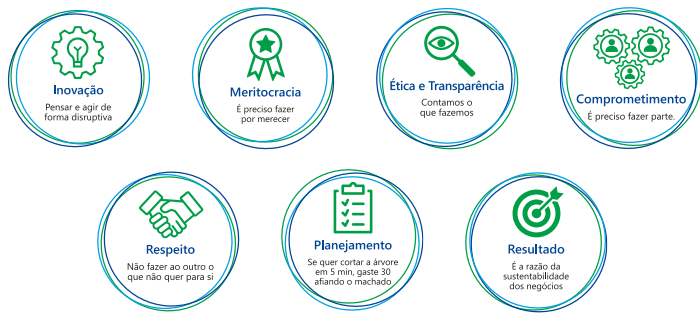 Inovação
Pensar e agir de
forma disruptiva
Meritocracia
É preciso fazer
por merecer
Ética e Transparência
Contamos o
que fazemos
Comprometimento
É preciso fazer parte.
Respeito
Não fazer ao outro o
que não quer para si
Planejamento
Se quer cortar a árvore
em 5 min, gaste 30
afiando o machado
Resultado
É a razão da
sustentabilidade
dos negócios